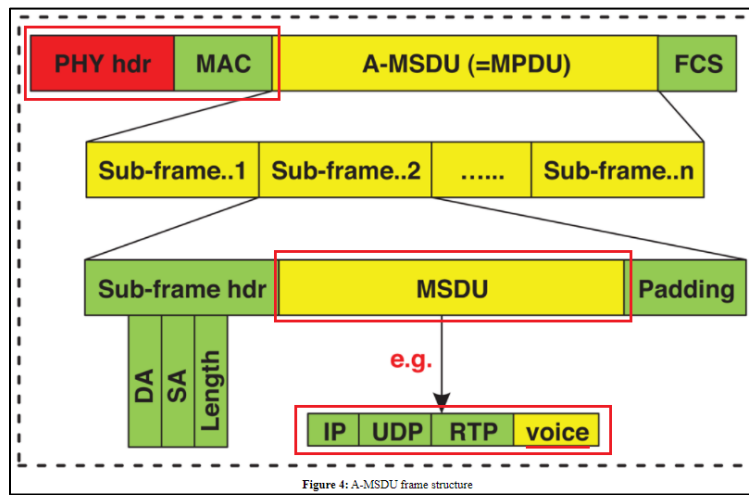 PHY hdr MAC A-MSDU (=MPDU) FCS
Sub-frame..1 Sub-frame..2 ...... Sub-frame..n
Sub-frame hdr MSDU Padding
DA SA Length
e.g.
IP UDP RTP voice
Figure 4: A-MSDU frame structure